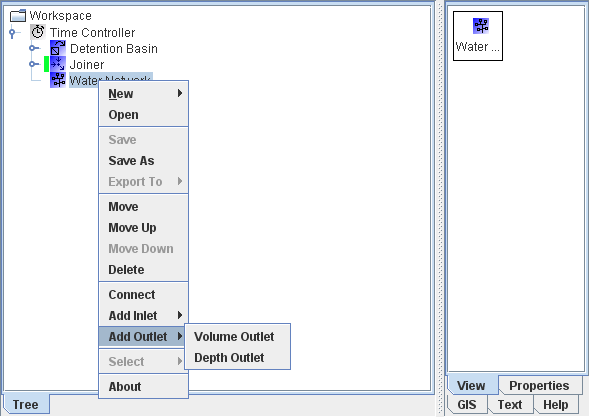 Workspace
Time Controller
Detention Basin
Joiner
Water Network
New
Open
Save
Save As
Export To
Move
Move Up
Move Down
Delete
Connect
Add Inlet
Add Outlet
Select
About
Volume Outlet
Depth Outlet
Tree
Water ...
View Properties
GIS Text Help